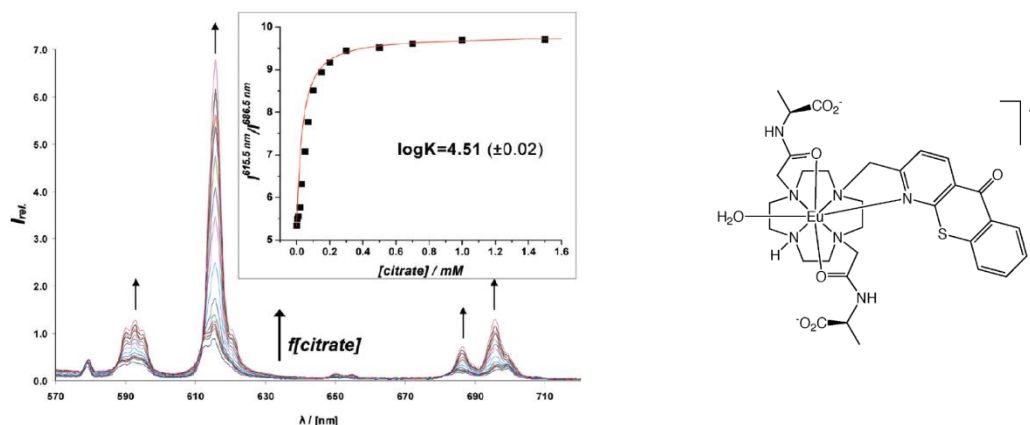 7.0
6.0
5.0
4.0
3.0
2.0
1.0
0.0
I rel.
570 590 610 630 650 670 690 710
λ / [nm]
f[citrate]
10
9
8
7
6
5
I 615.5 nm / I 686.5 nm
logK=4.51 (±0.02)
0.0 0.2 0.4 0.6 0.8 1.0 1.2 1.4 1.6
[citrate] / mM
CO2-
HN
O
N
N
N
O
H2O
Eu
N
N
S
H
O
NH
-O2C